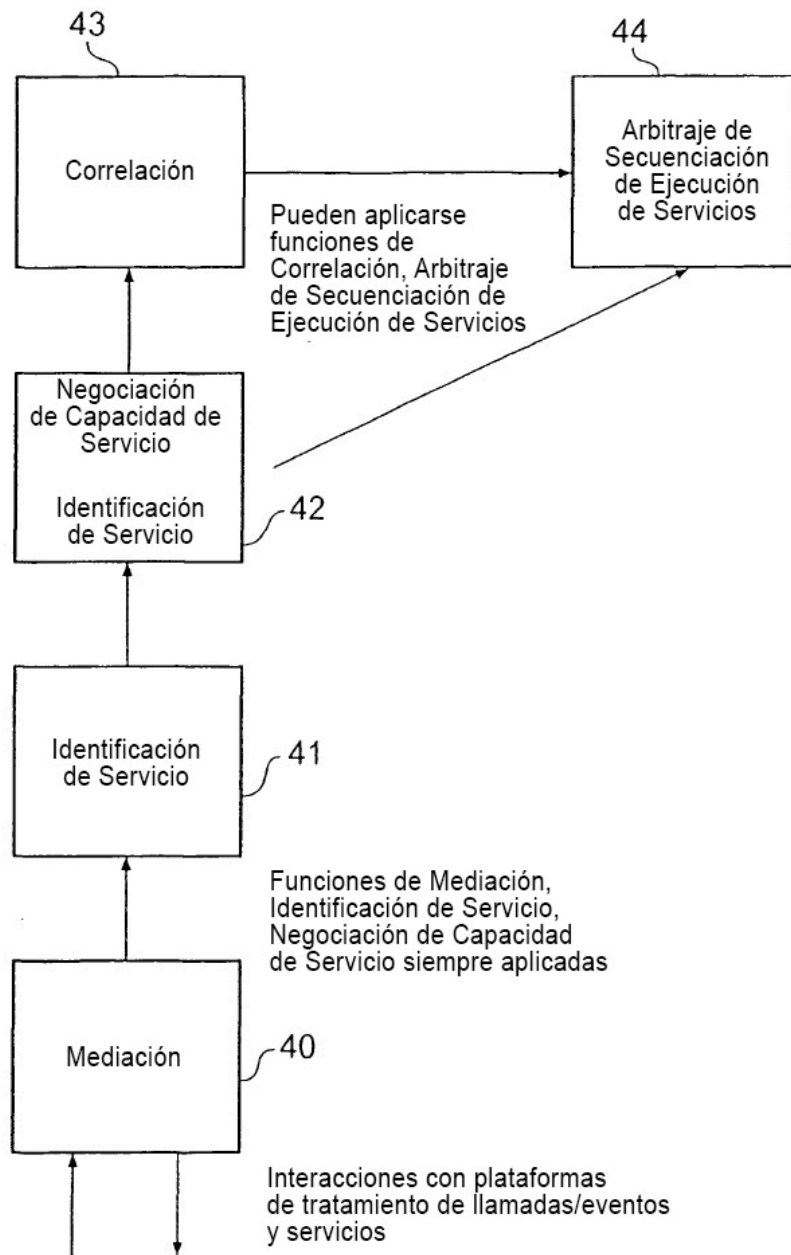 43
44
Correlación
Arbitraje de
Secuenciación
de Ejecución
de Servicios
Pueden aplicarse
funciones de
Correlación, Arbitraje
de Secuenciación de
Ejecución de Servicios
Negociación
de Capacidad de
Servicio
Identificación
de Servicio
42
Identificación
de Servicio
41
Funciones de Mediación,
Identificación de Servicio,
Negociación de Capacidad
de Servicio siempre aplicadas
Mediación
40
Interacciones con plataformas
de tratamiento de llamadas/eventos
y servicios